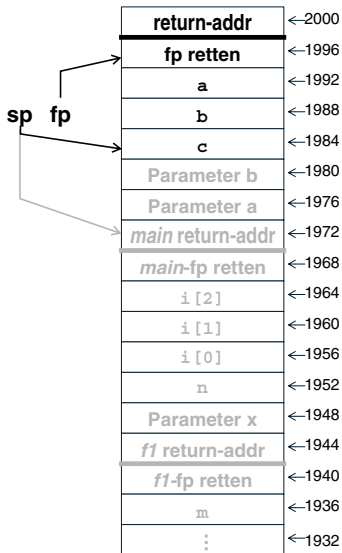 return-addr ←2000
fp retten ←1996
a ←1992
b ←1988
sp fp
c ←1984
Parameter b ←1980
Parameter a ←1976
main return-addr ←1972
main-fp retten ←1968
i[2] ←1964
i[1] ←1960
i[0] ←1956
n ←1952
Parameter x ←1948
f1 return-addr ←1944
f1-fp retten ←1940
m ←1936
⋮ ←1932